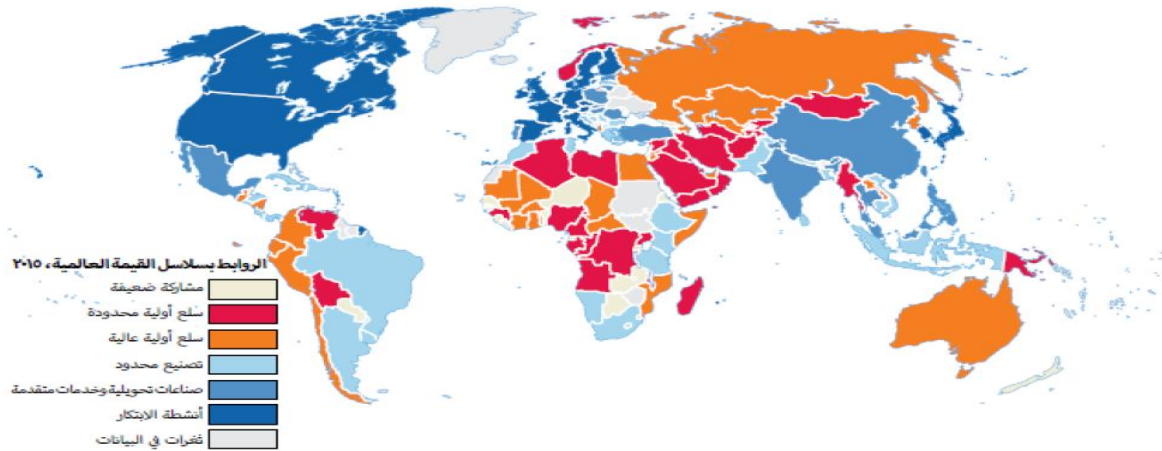 الروابط بسلاسل القيمة العالمية، ٢٠١٥
مشاركة ضعيفة
سلع أولية محدودة
سلع أولية عالية
تصنيع محدود
صناعات تحويلية وخدمات متقدمة
أنشطة الابتكار
ثغرات في البيانات